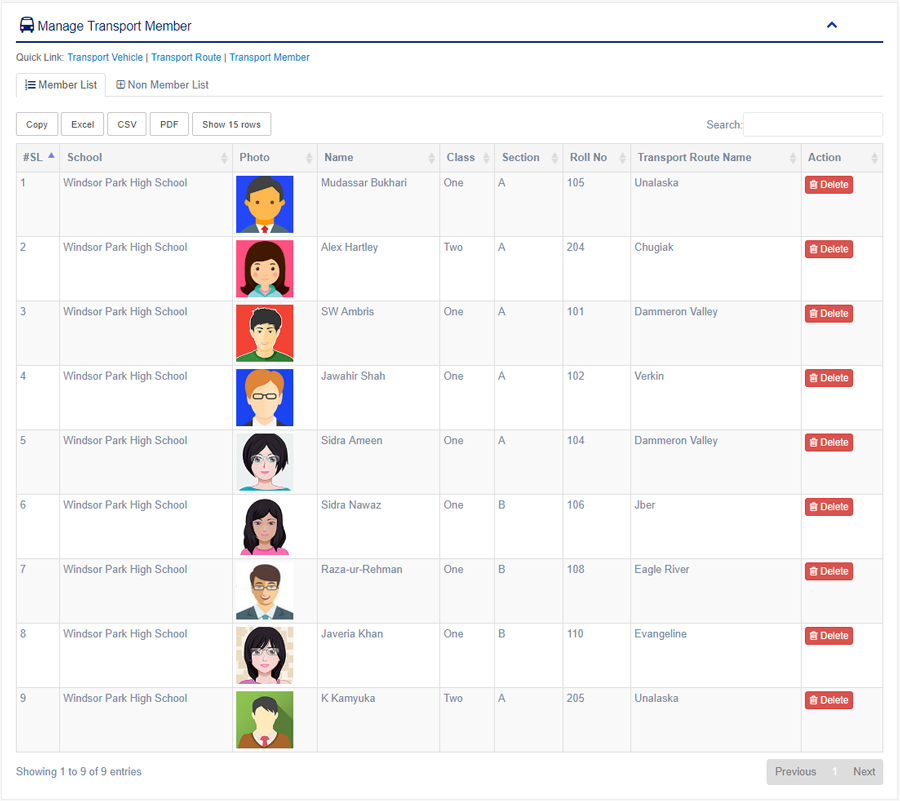 Manage Transport Member
Quick Link: Transport Vehicle | Transport Route | Transport Member
Member List Non Member List
Copy Excel CSV PDF Show 15 rows Search:
#SL School Photo Name Class Section Roll No Transport Route Name Action
1 Windsor Park High School Mudassar Bukhari One A 105 Unalaska Delete
2 Windsor Park High School Alex Hartley Two A 204 Chugiak Delete
3 Windsor Park High School SW Ambris One A 101 Dammeron Valley Delete
4 Windsor Park High School Jawahir Shah One A 102 Verkin Delete
5 Windsor Park High School Sidra Ameen One A 104 Dammeron Valley Delete
6 Windsor Park High School Sidra Nawaz One B 106 Jber Delete
7 Windsor Park High School Raza-ur-Rehman One B 108 Eagle River Delete
8 Windsor Park High School Javeria Khan One B 110 Evangeline Delete
9 Windsor Park High School K Kamyuka Two A 205 Unalaska Delete
Showing 1 to 9 of 9 entries Previous 1 Next